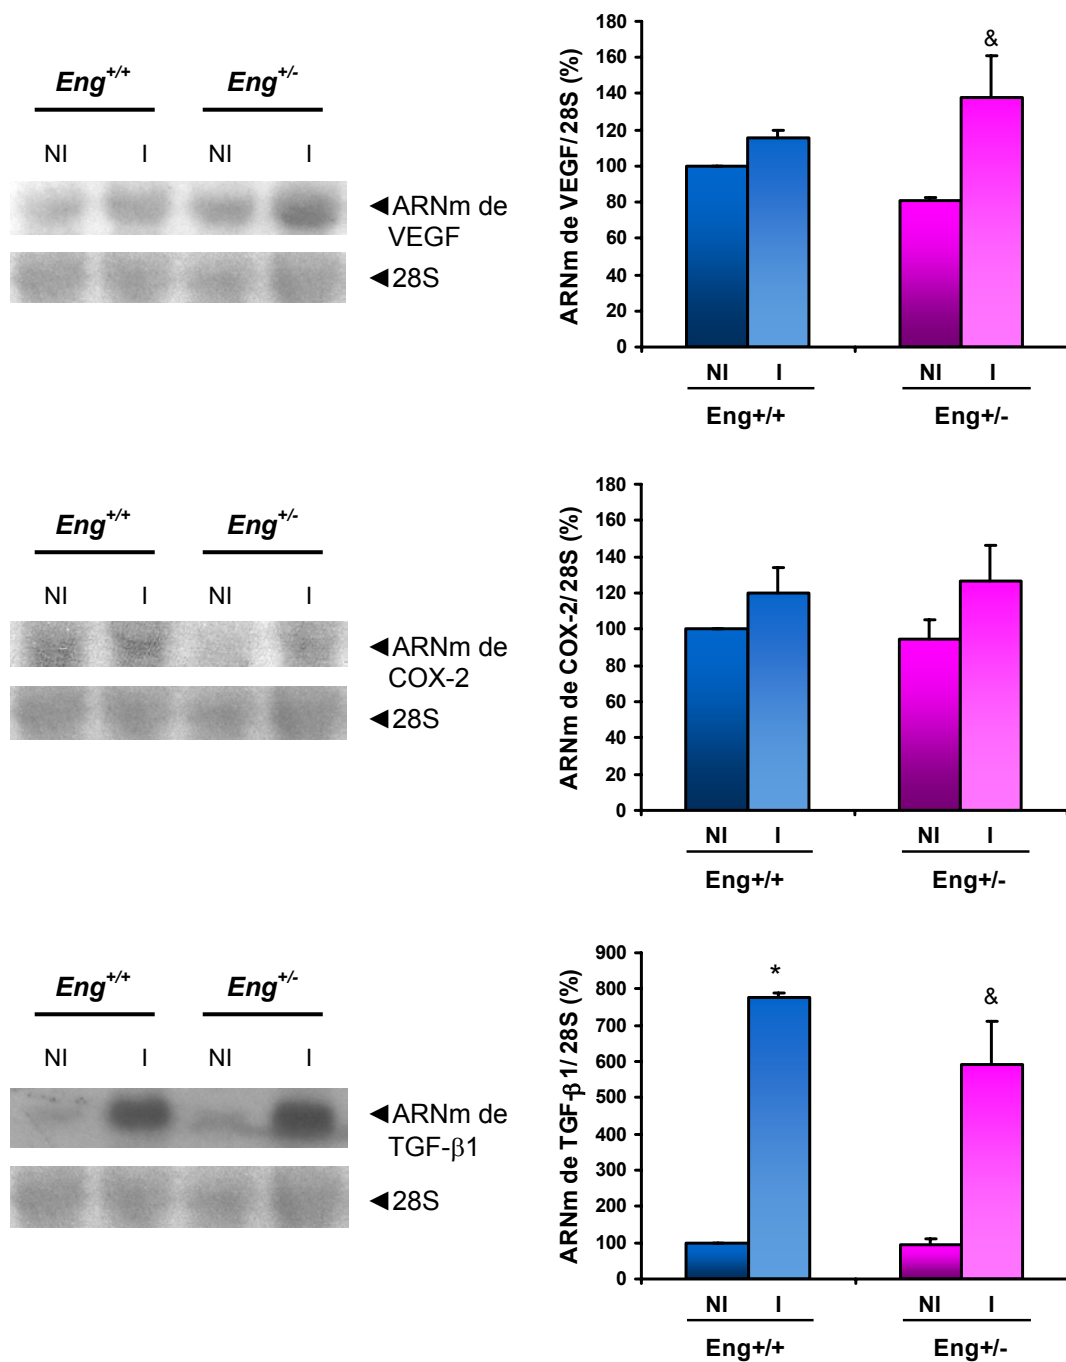 Eng+/+ Eng+/-
NI I NI I
◄ARNm de
VEGF
◄28S
ARNm de VEGF/28S (%)
180
160
140
120
100
80
60
40
20
0
&
NI I NI I
Eng+/+ Eng+/-
Eng+/+ Eng+/-
NI I NI I
◄ARNm de
COX-2
◄28S
ARNm de COX-2/28S (%)
180
160
140
120
100
80
60
40
20
0
NI I NI I
Eng+/+ Eng+/-
Eng+/+ Eng+/-
NI I NI I
◄ARNm de
TGF-β1
◄28S
ARNm de TGF-β1/28S (%)
900
800
700
600
500
400
300
200
100
0
* &
NI I NI I
Eng+/+ Eng+/-